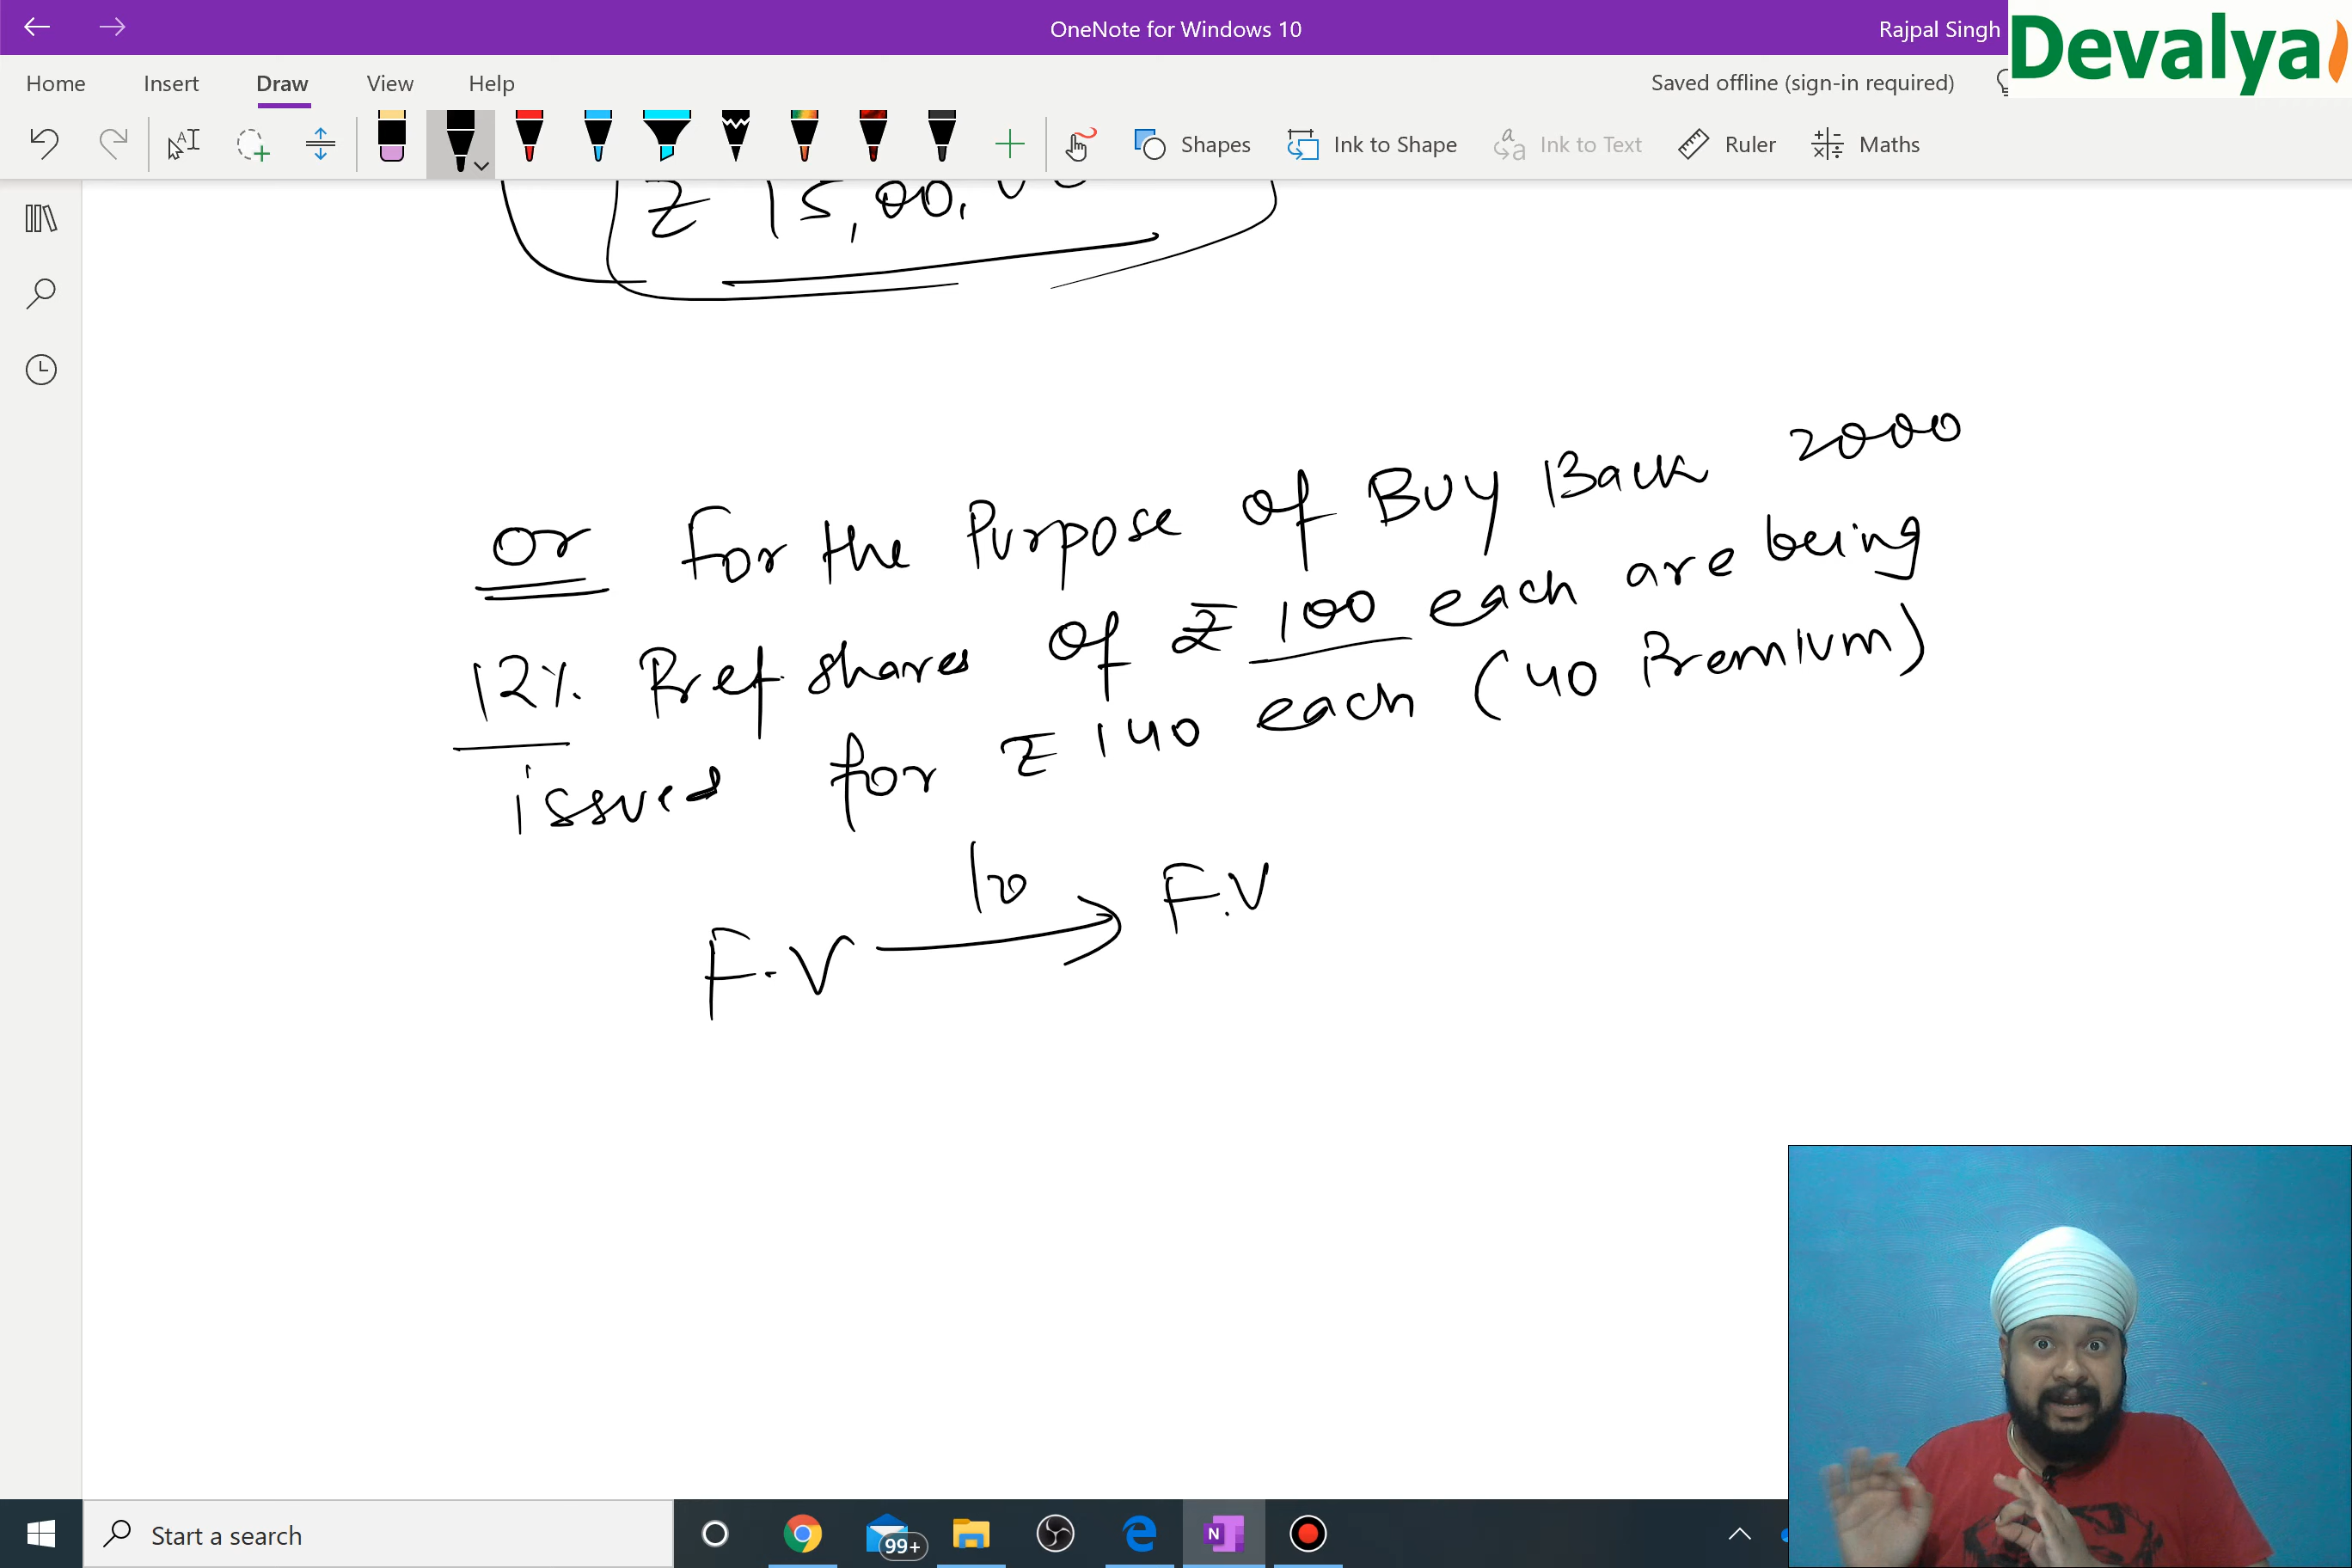 OneNote for Windows 10
Rajpal Singh
Devalya
Home Insert Draw View Help
Saved offline (sign-in required)
Shapes Ink to Shape Ink to Text Ruler Maths
₹ 15,00,
or For the Purpose of Buy Back 2000
12% Pref shares of ₹ 100 each are being
issued for ₹ 140 each (40 Premium)
100
F.V → F.V
Start a search
99+